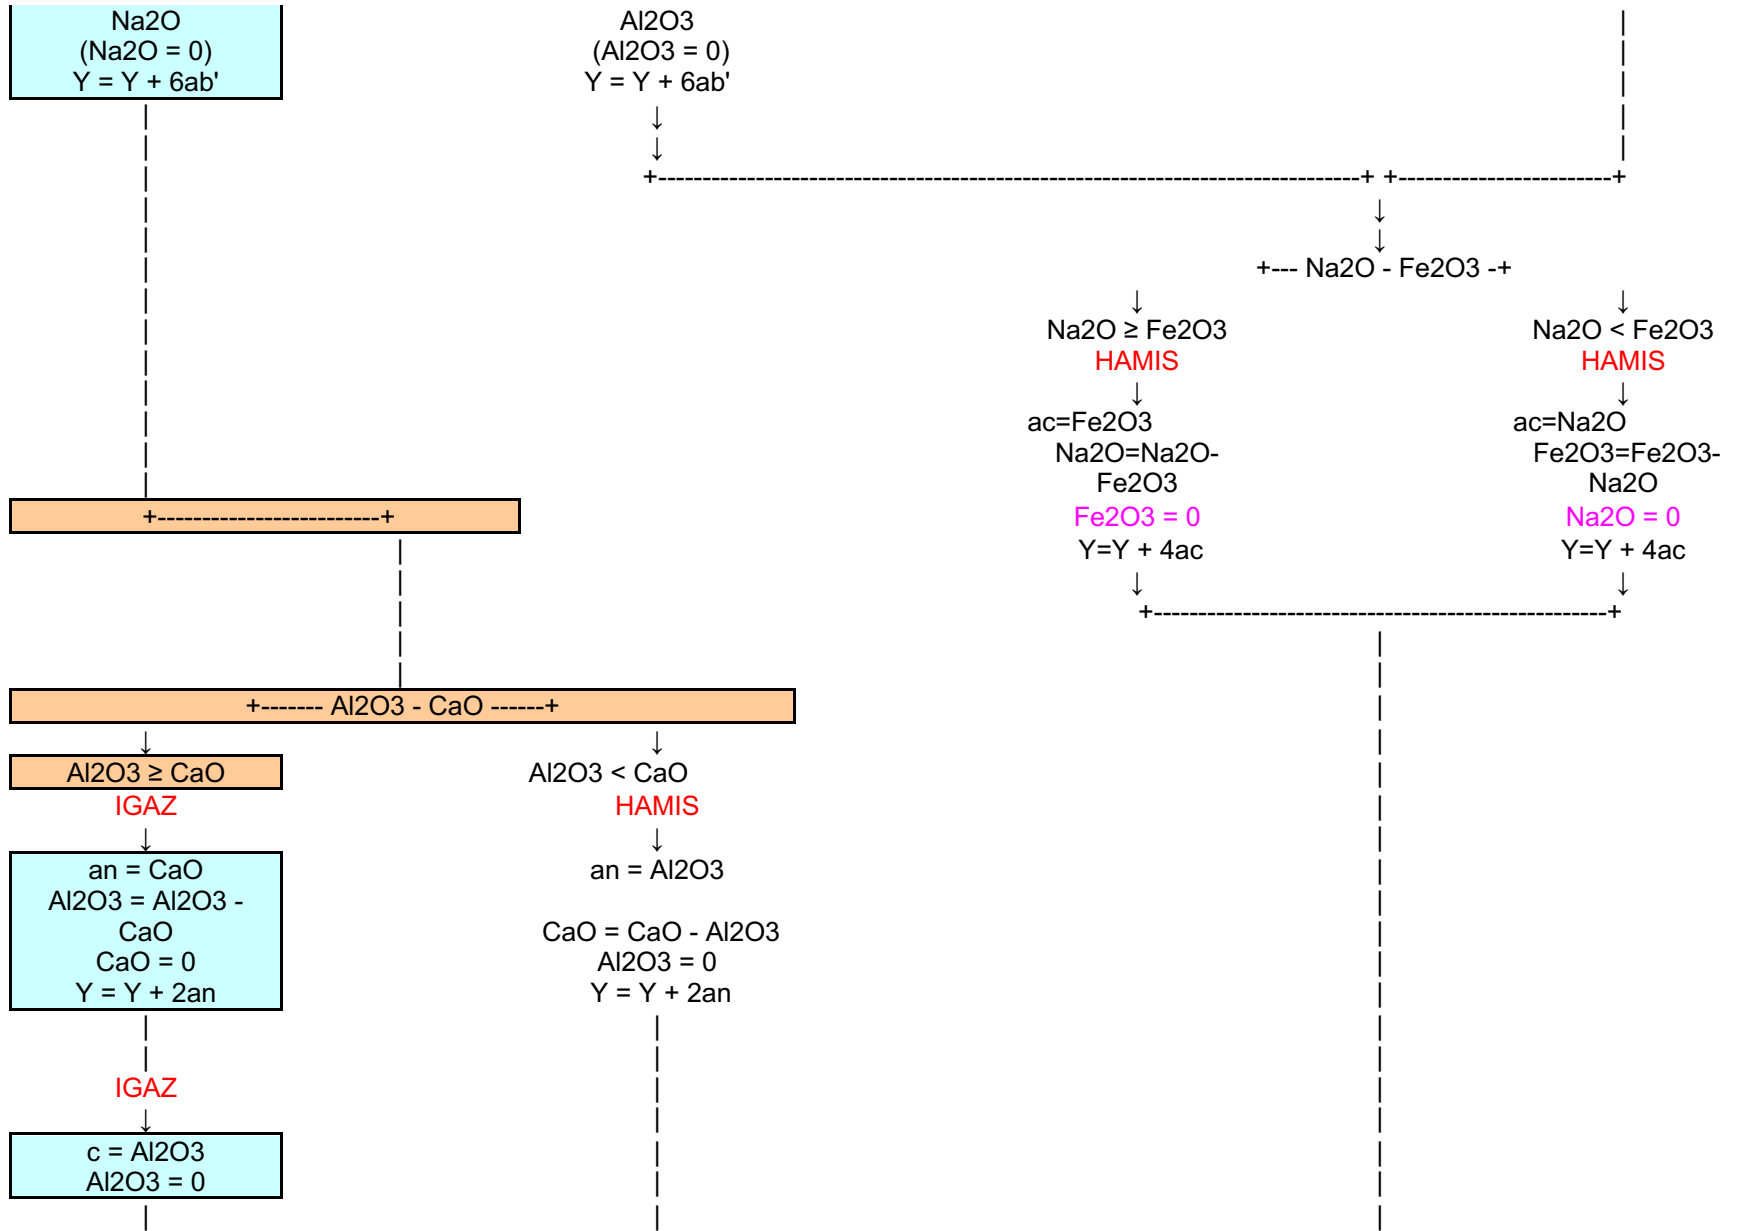 Na2O
(Na2O = 0)
Y = Y + 6ab'
Al2O3
(Al2O3 = 0)
Y = Y + 6ab'
↓
↓
+-------------------------------------------------------------------------------+ +------------------------+
↓
↓
+--- Na2O - Fe2O3 -+
↓
Na2O ≥ Fe2O3
HAMIS
↓
ac=Fe2O3
Na2O=Na2O-
Fe2O3
Fe2O3 = 0
Y=Y + 4ac
↓
↓
Na2O < Fe2O3
HAMIS
↓
ac=Na2O
Fe2O3=Fe2O3-
Na2O
Na2O = 0
Y=Y + 4ac
↓
+---------------------------------------------------+
+----------------------------+
+------- Al2O3 - CaO ------+
↓
Al2O3 ≥ CaO
IGAZ
↓
an = CaO
Al2O3 = Al2O3 -
CaO
CaO = 0
Y = Y + 2an
IGAZ
↓
c = Al2O3
Al2O3 = 0
↓
Al2O3 < CaO
HAMIS
↓
an = Al2O3
CaO = CaO - Al2O3
Al2O3 = 0
Y = Y + 2an